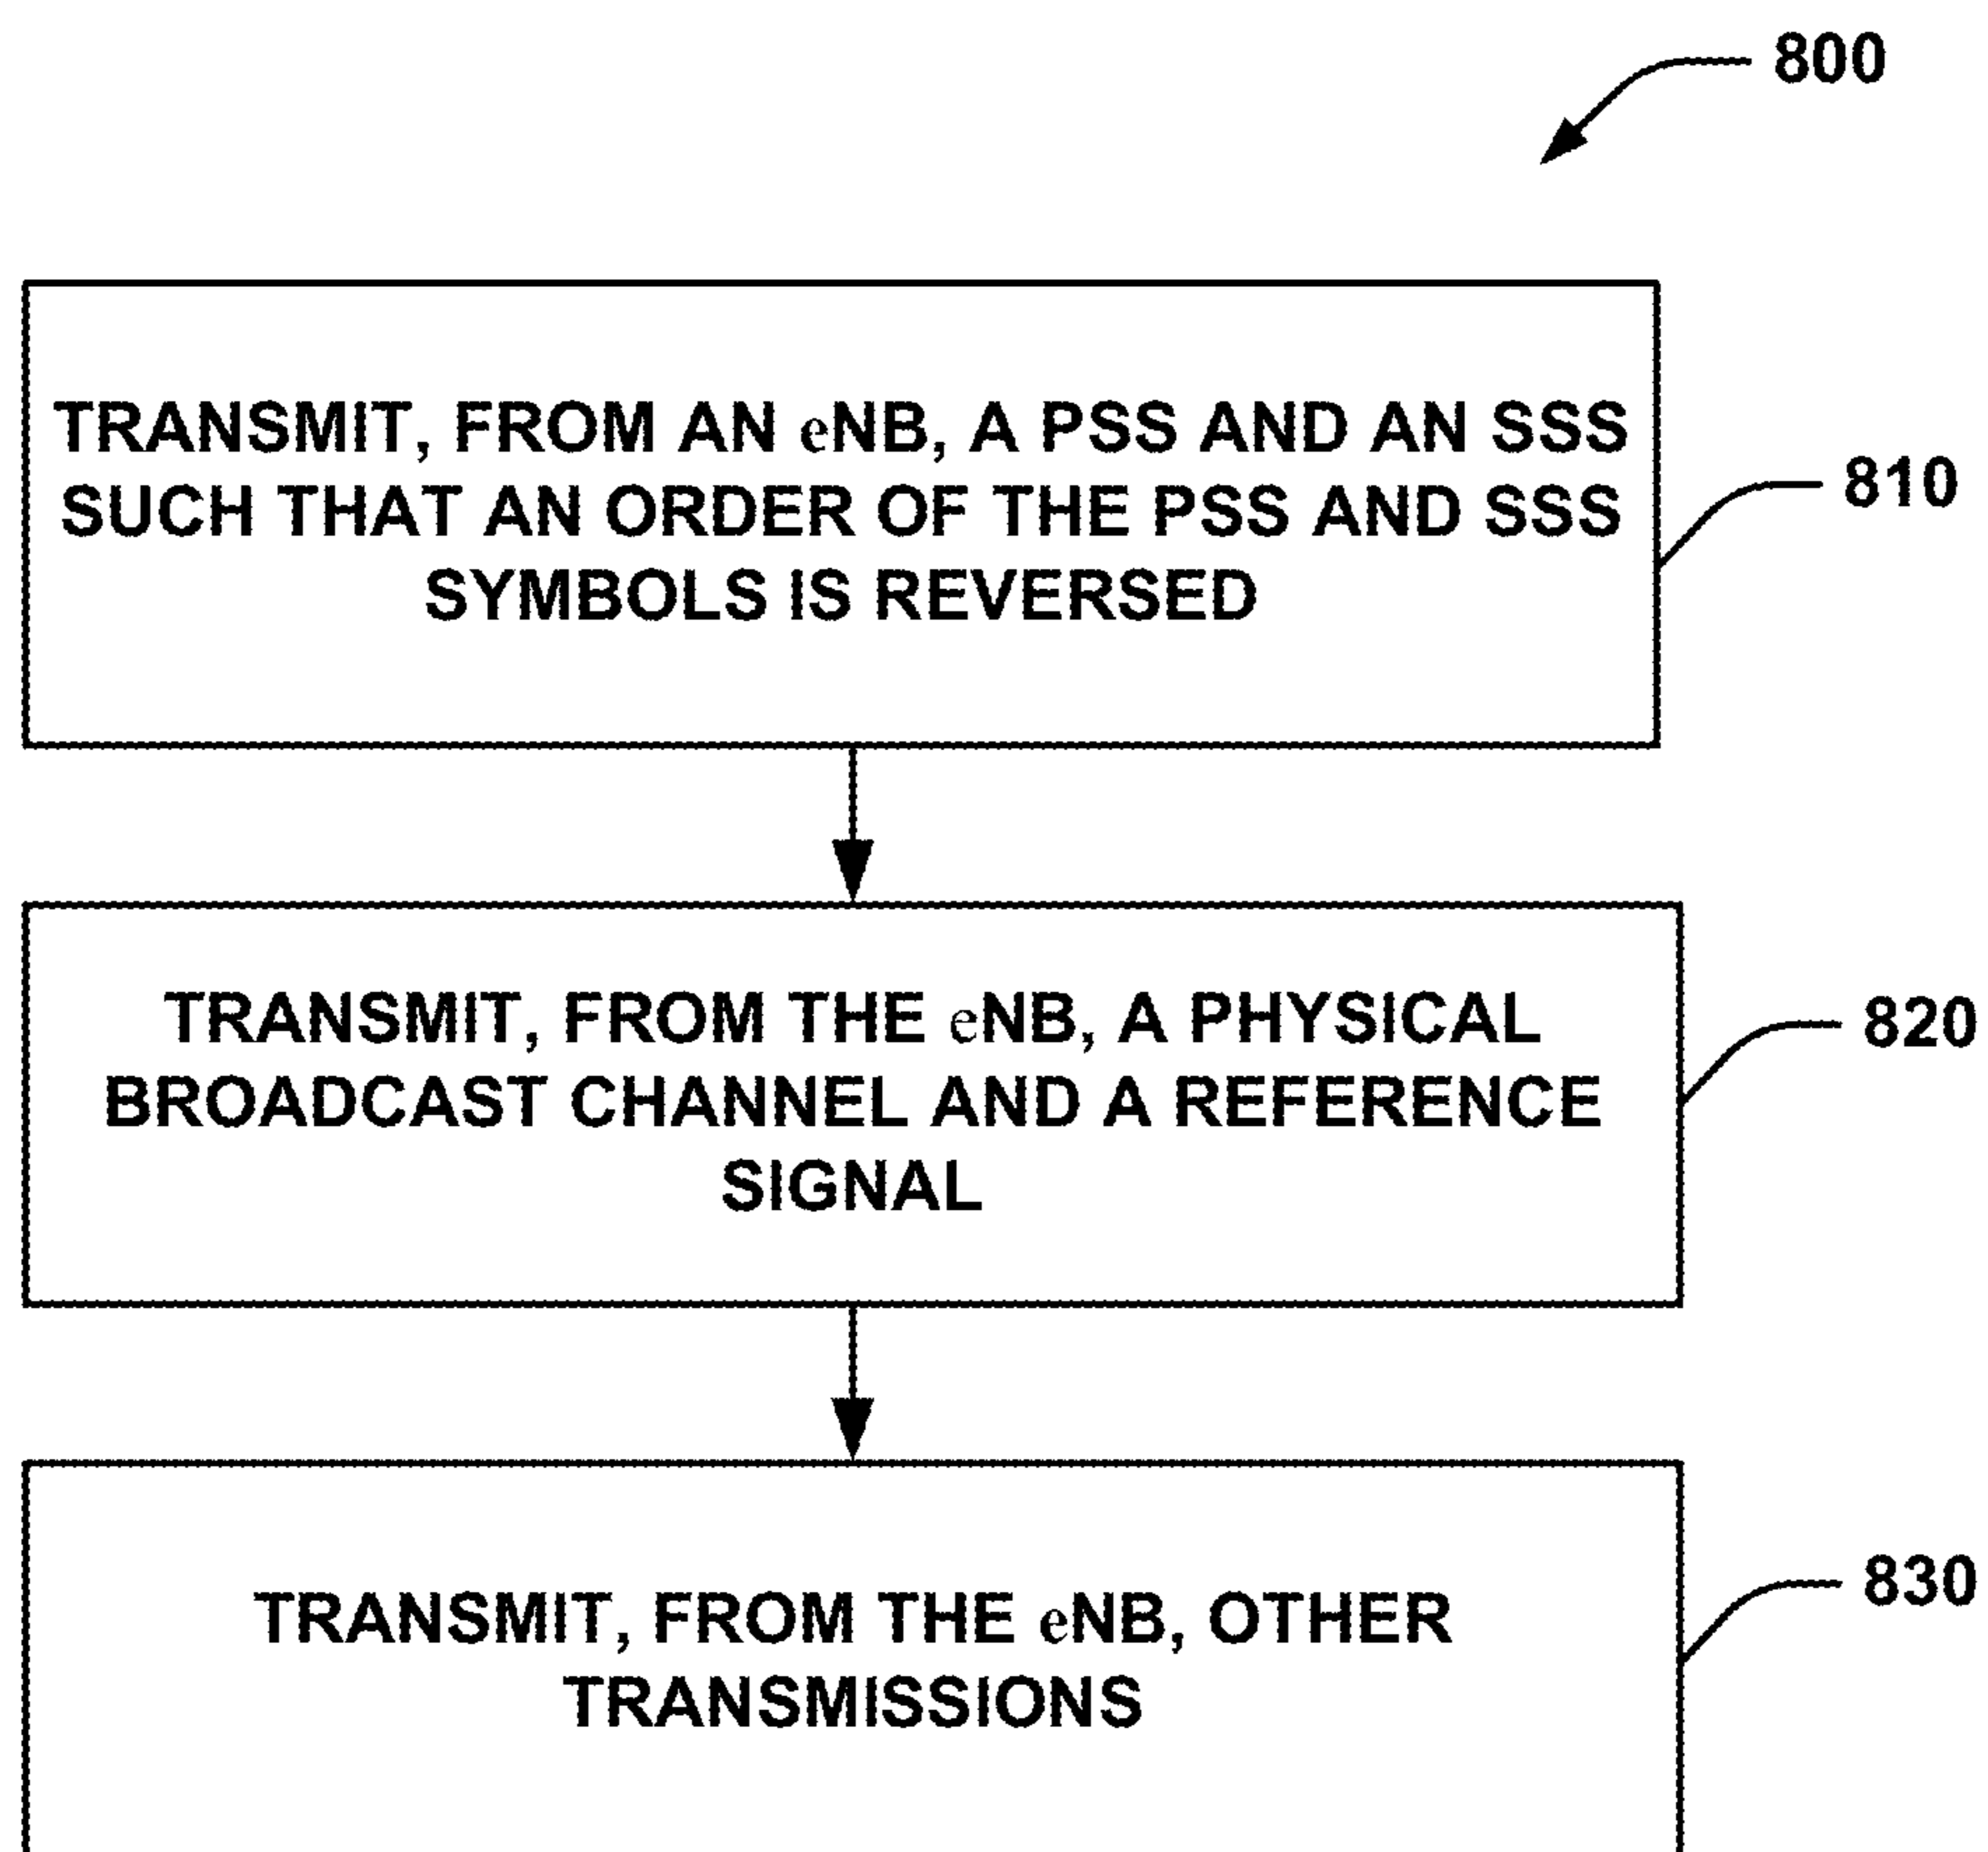 800
TRANSMIT, FROM AN eNB, A PSS AND AN SSS
SUCH THAT AN ORDER OF THE PSS AND SSS
SYMBOLS IS REVERSED
810
TRANSMIT, FROM THE eNB, A PHYSICAL
BROADCAST CHANNEL AND A REFERENCE
SIGNAL
820
TRANSMIT, FROM THE eNB, OTHER
TRANSMISSIONS
830